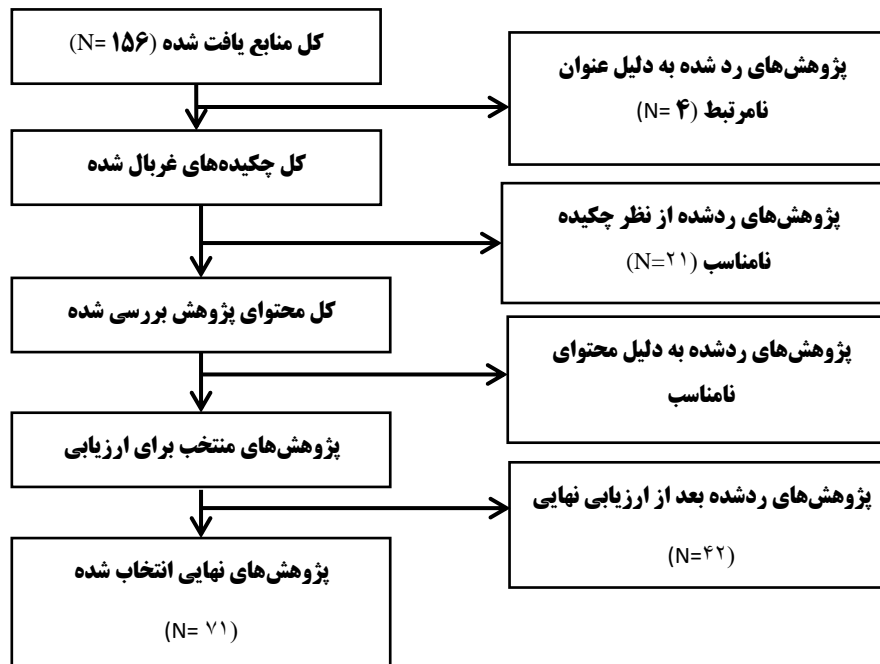 کل منابع یافت شده (N= ۱۵۶)
پژوهش‌های رد شده به دلیل عنوان
نامرتبط (N= ۴)
کل چکیده‌های غربال شده
پژوهش‌های ردشده از نظر چکیده
نامناسب (N=۲۱)
کل محتوای پژوهش بررسی شده
پژوهش‌های ردشده به دلیل محتوای
نامناسب
پژوهش‌های منتخب برای ارزیابی
پژوهش‌های ردشده بعد از ارزیابی نهایی
(N=۴۲)
پژوهش‌های نهایی انتخاب شده
(N= ۷۱)